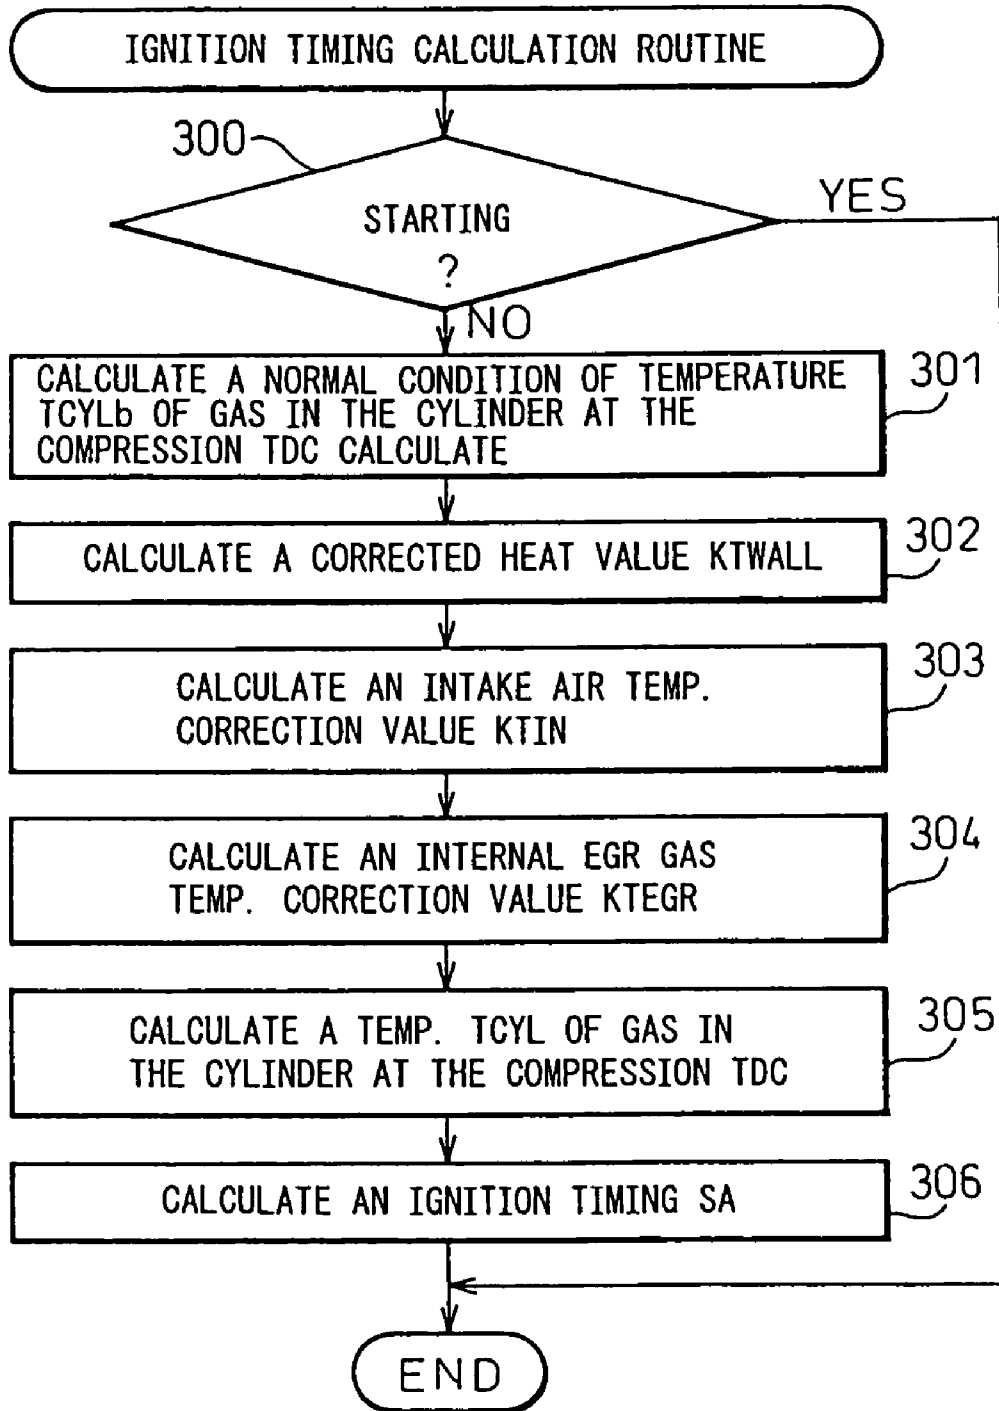 IGNITION TIMING CALCULATION ROUTINE
300
YES
STARTING
?
NO
CALCULATE A NORMAL CONDITION OF TEMPERATURE
TCYLb OF GAS IN THE CYLINDER AT THE
COMPRESSION TDC CALCULATE
301
CALCULATE A CORRECTED HEAT VALUE KTWALL
302
CALCULATE AN INTAKE AIR TEMP.
CORRECTION VALUE KTIN
303
CALCULATE AN INTERNAL EGR GAS
TEMP. CORRECTION VALUE KTEGR
304
CALCULATE A TEMP. TCYL OF GAS IN
THE CYLINDER AT THE COMPRESSION TDC
305
CALCULATE AN IGNITION TIMING SA
306
END